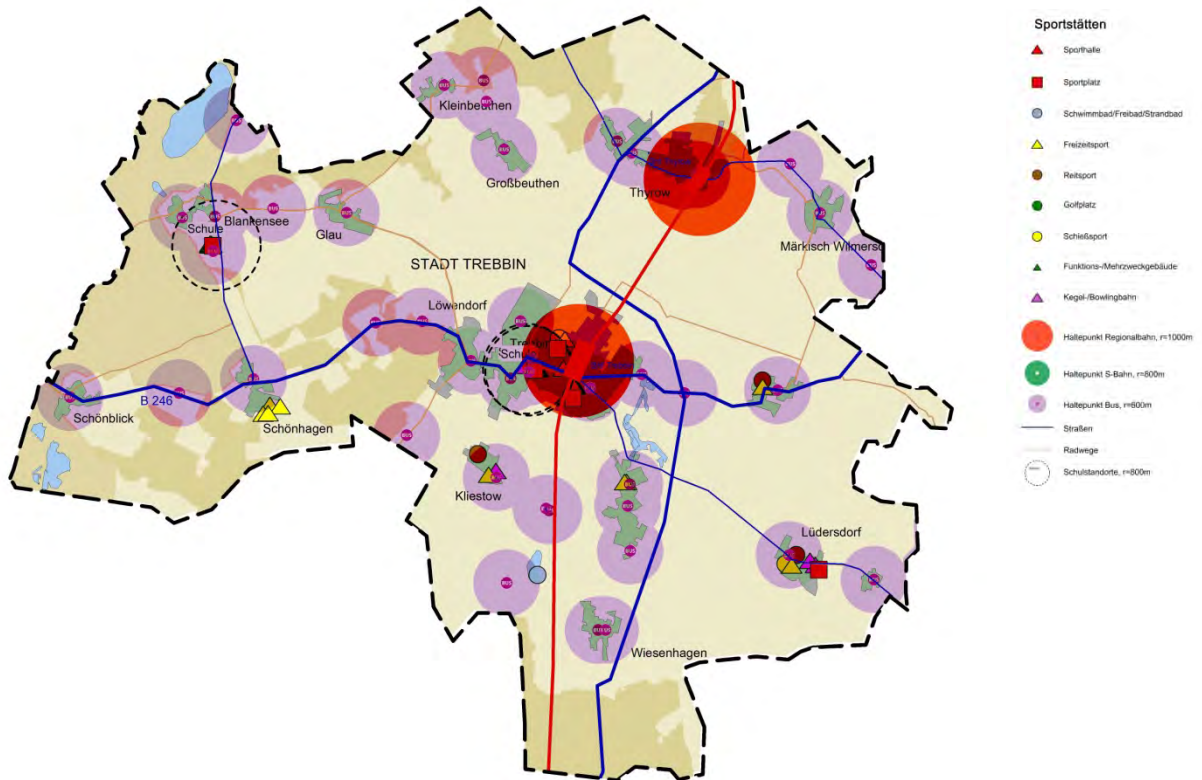 Sportstätten
Sporthalle
Sportplatz
Schwimmbad/Freibad/Strandbad
Freizeitsport
Reitsport
Golfplatz
Schießsport
Funktions-/Mehrzweckgebäude
Kegel-/Bowlingbahn
Haltepunkt Regionalbahn, r=1000m
Haltepunkt S-Bahn, r=800m
Haltepunkt Bus, r=600m
Straßen
Radwege
Schulstandorte, r=800m
Kleinbeuthen
Großbeuthen
Thyrow
Blankensee
Schule
Glau
Märkisch Wilmersd
STADT TREBBIN
Löwendorf
Schule
Schönblick
B 246
Schönhagen
Kliestow
Lüdersdorf
Wiesenhagen
BUS